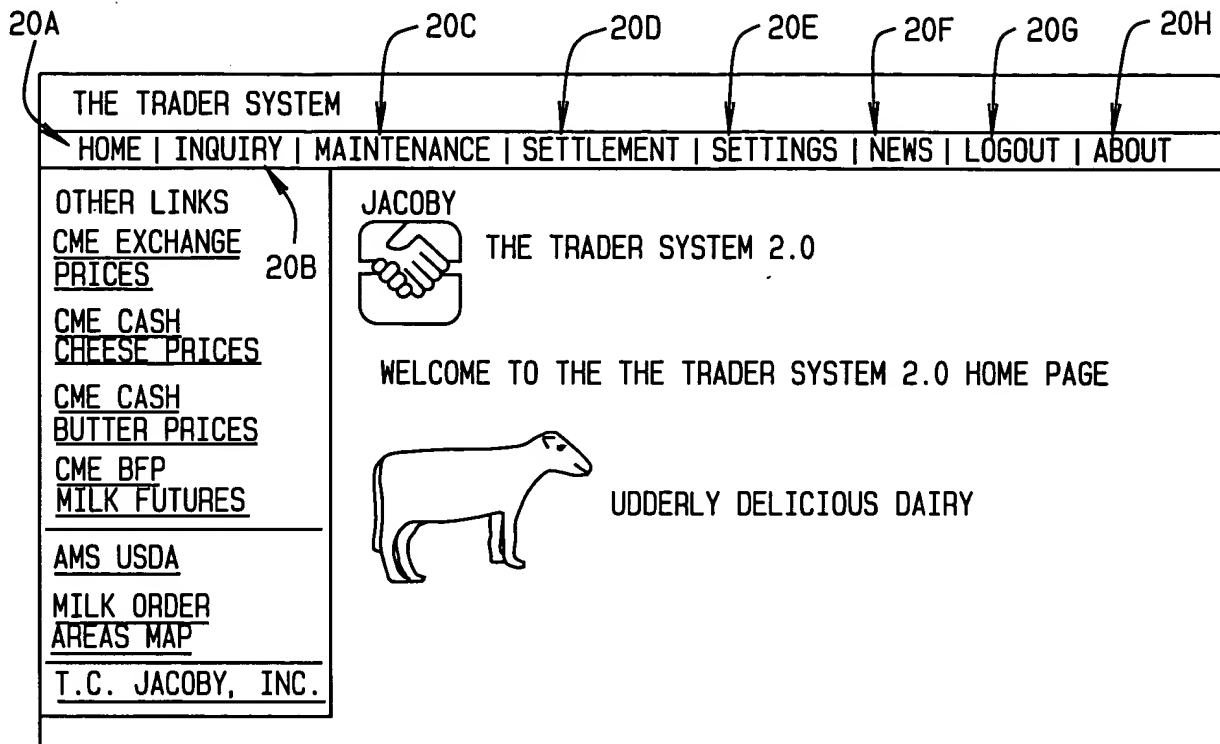 20A
20C
20D
20E
20F
20G
20H
THE TRADER SYSTEM
HOME | INQUIRY | MAINTENANCE | SETTLEMENT | SETTINGS | NEWS | LOGOUT | ABOUT
20B
OTHER LINKS
CME EXCHANGE
PRICES
CME CASH
CHEESE PRICES
CME CASH
BUTTER PRICES
CME BFP
MILK FUTURES
AMS USDA
MILK ORDER
AREAS MAP
T.C. JACOBY, INC.
JACOBY
THE TRADER SYSTEM 2.0
WELCOME TO THE THE TRADER SYSTEM 2.0 HOME PAGE
UDDERLY DELICIOUS DAIRY